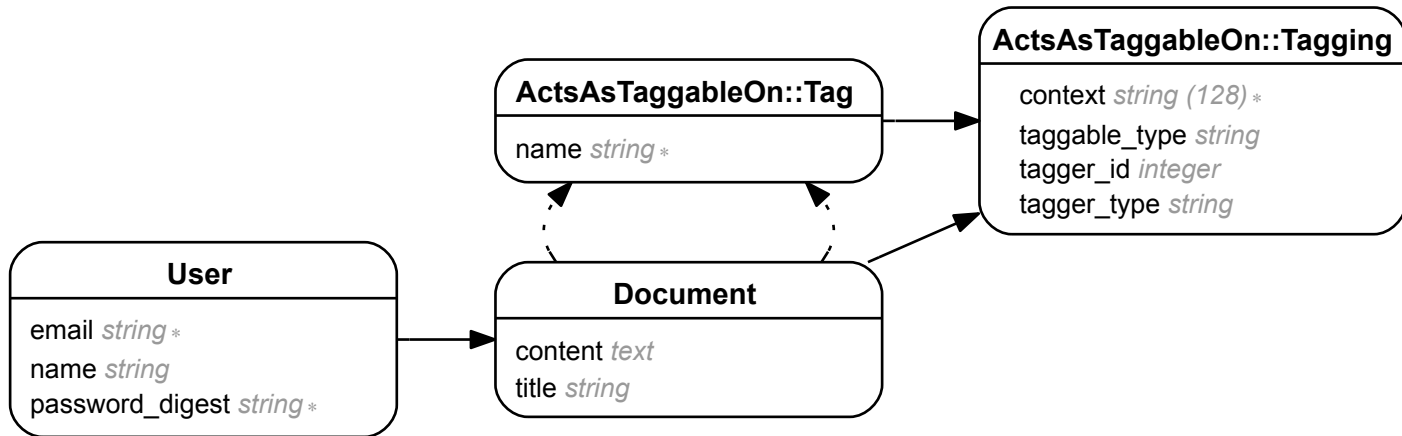 ActsAsTaggableOn::Tagging
context string (128) *
taggable_type string
tagger_id integer
tagger_type string
ActsAsTaggableOn::Tag
name string *
User
email string *
name string
password_digest string *
Document
content text
title string